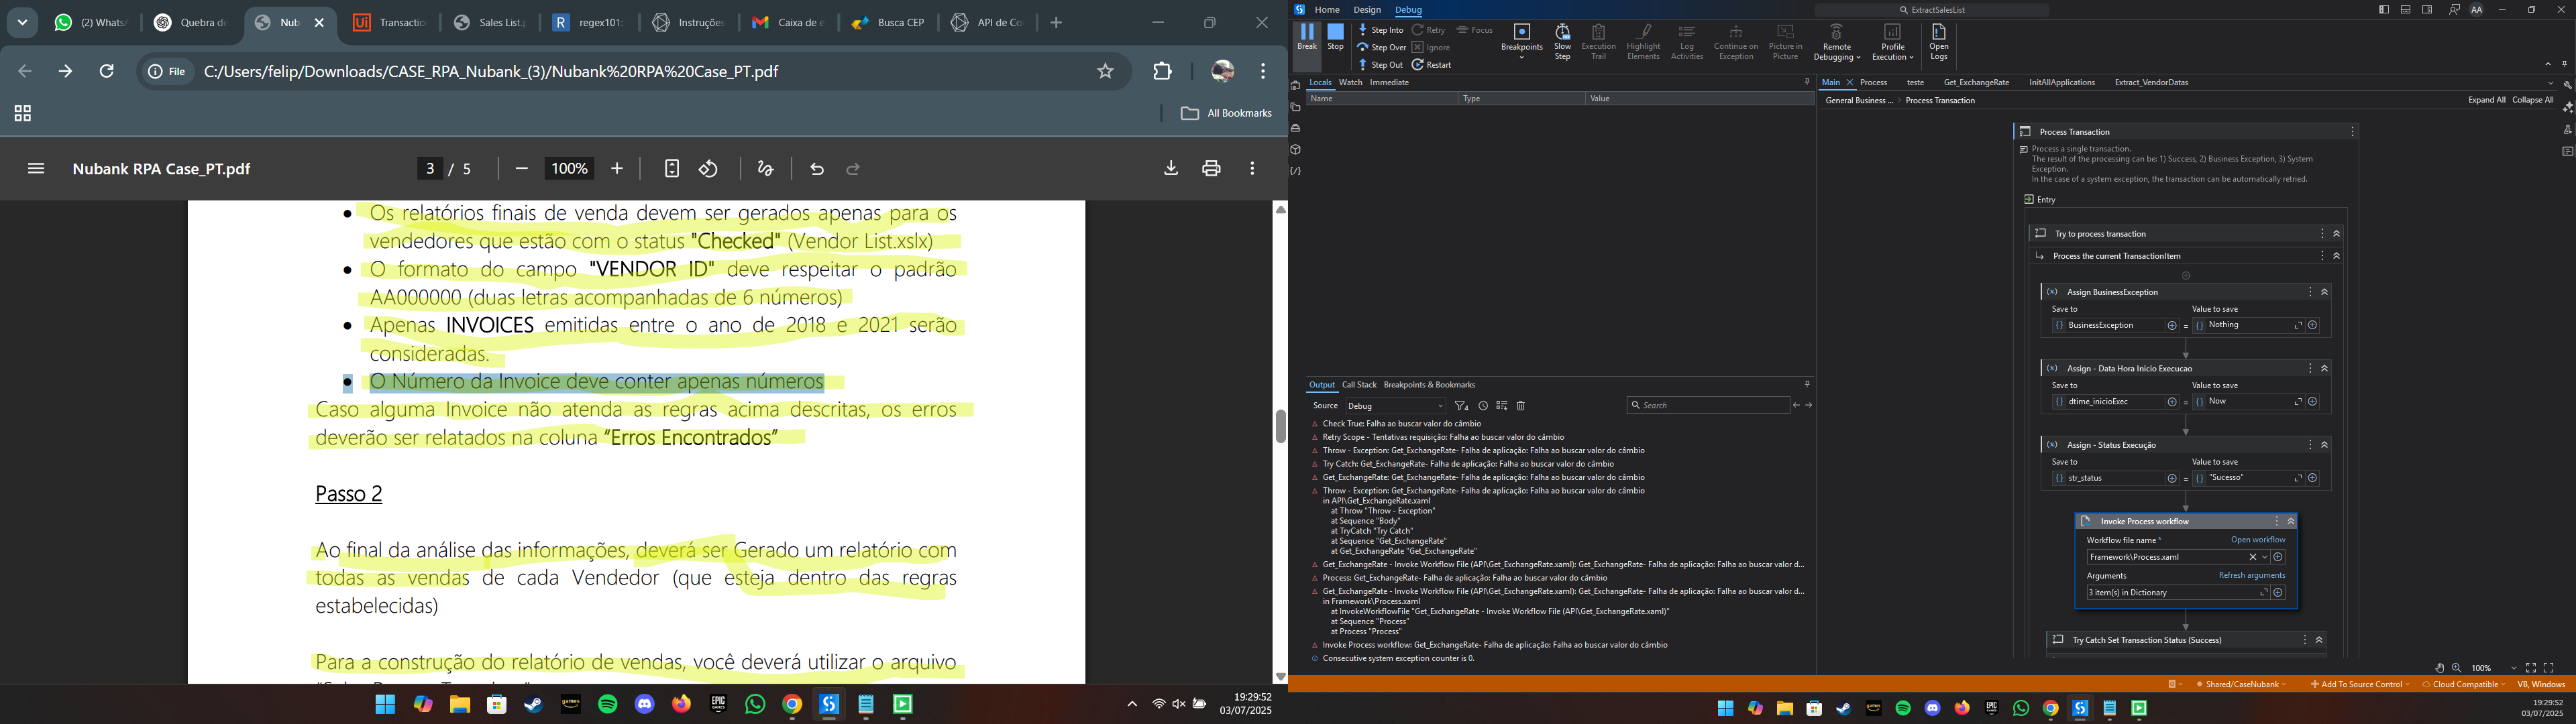 (2) Whats
Quebra de
Nub
Transactio
Sales List.
regex101:
Instruções
Caixa de e
Busca CEP
API de Co
File
C:/Users/felip/Downloads/CASE_RPA_Nubank_(3)/Nubank%20RPA%20Case_PT.pdf
All Bookmarks
Nubank RPA Case_PT.pdf
3 / 5
100%
• Os relatórios finais de venda devem ser gerados apenas para os
vendedores que estão com o status "Checked" (Vendor List.xslx)
• O formato do campo "VENDOR ID" deve respeitar o padrão
AA000000 (duas letras acompanhadas de 6 números)
• Apenas INVOICES emitidas entre o ano de 2018 e 2021 serão
consideradas.
• O Número da Invoice deve conter apenas números
Caso alguma Invoice não atenda as regras acima descritas, os erros
deverão ser relatados na coluna “Erros Encontrados”
Passo 2
Ao final da análise das informações, deverá ser Gerado um relatório com
todas as vendas de cada Vendedor (que esteja dentro das regras
estabelecidas)
Para a construção do relatório de vendas, você deverá utilizar o arquivo
19:29:52
03/07/2025
Home Design Debug
ExtractSalesList
AA
Break
Stop
Step Into
Step Over
Step Out
Retry
Ignore
Restart
Focus
Breakpoints
Slow Step
Execution Trail
Highlight Elements
Log Activities
Continue on Exception
Picture in Picture
Remote Debugging
Profile Execution
Open Logs
Locals Watch Immediate
Name Type Value
Output Call Stack Breakpoints & Bookmarks
Source Debug
Search
Check True: Falha ao buscar valor do câmbio
Retry Scope - Tentativas requisição: Falha ao buscar valor do câmbio
Throw - Exception: Get_ExchangeRate- Falha de aplicação: Falha ao buscar valor do câmbio
Try Catch: Get_ExchangeRate- Falha de aplicação: Falha ao buscar valor do câmbio
Get_ExchangeRate: Get_ExchangeRate- Falha de aplicação: Falha ao buscar valor do câmbio
Throw - Exception: Get_ExchangeRate- Falha de aplicação: Falha ao buscar valor do câmbio
in API\Get_ExchangeRate.xaml
at Throw "Throw - Exception"
at Sequence "Body"
at TryCatch "Try Catch"
at Sequence "Get_ExchangeRate"
at Get_ExchangeRate "Get_ExchangeRate"
Get_ExchangeRate - Invoke Workflow File (API\Get_ExchangeRate.xaml): Get_ExchangeRate- Falha de aplicação: Falha ao buscar valor d...
Process: Get_ExchangeRate- Falha de aplicação: Falha ao buscar valor do câmbio
Get_ExchangeRate - Invoke Workflow File (API\Get_ExchangeRate.xaml): Get_ExchangeRate- Falha de aplicação: Falha ao buscar valor d...
in Framework\Process.xaml
at InvokeWorkflowFile "Get_ExchangeRate - Invoke Workflow File (API\Get_ExchangeRate.xaml)"
at Sequence "Process"
at Process "Process"
Invoke Process workflow: Get_ExchangeRate- Falha de aplicação: Falha ao buscar valor do câmbio
Consecutive system exception counter is 0.
Main Process teste Get_ExchangeRate InitAllApplications Extract_VendorDatas
General Business ... Process Transaction
Expand All Collapse All
Process Transaction
Process a single transaction.
The result of the processing can be: 1) Success, 2) Business Exception, 3) System
Exception.
In the case of a system exception, the transaction can be automatically retried.
Entry
Try to process transaction
Process the current TransactionItem
Assign BusinessException
Save to Value to save
BusinessException = Nothing
Assign - Data Hora Inicio Execucao
Save to Value to save
dtime_inicioExec = Now
Assign - Status Execução
Save to Value to save
str_status = "Sucesso"
Invoke Process workflow
Workflow file name * Open workflow
Framework\Process.xaml
Arguments Refresh arguments
3 item(s) in Dictionary
Try Catch Set Transaction Status (Success)
100%
Shared/CaseNubank
Add To Source Control
Cloud Compatible
VB, Windows
19:29:52
03/07/2025